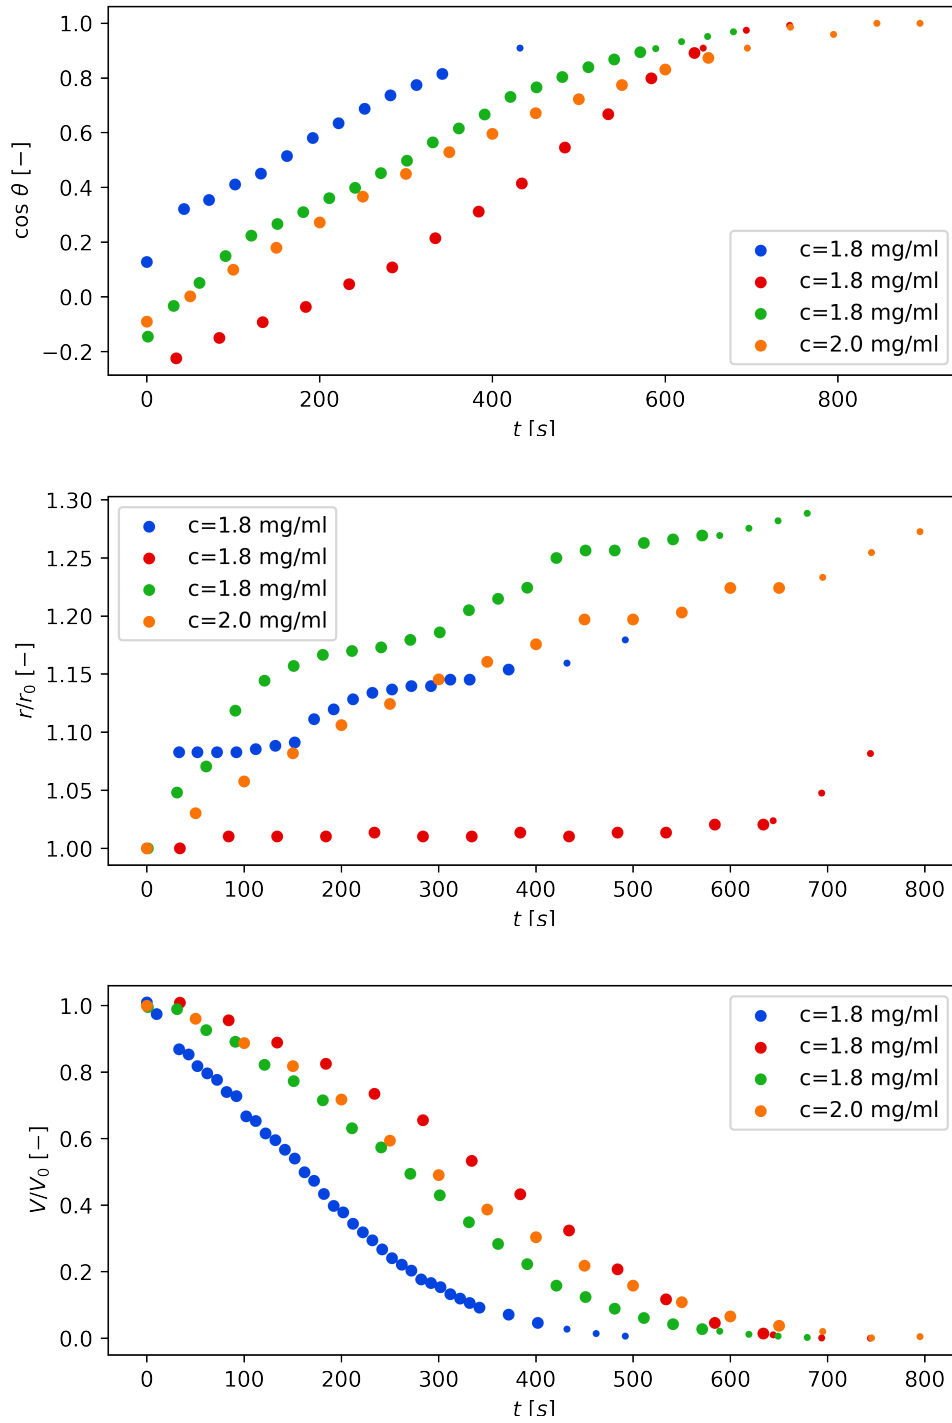 1.0
0.8
0.6
0.4
0.2
0.0
−0.2
cos θ [−]
c=1.8 mg/ml
c=1.8 mg/ml
c=1.8 mg/ml
c=2.0 mg/ml
0 200 400 600 800
t [s]
1.30
1.25
1.20
1.15
1.10
1.05
1.00
r/r₀ [−]
c=1.8 mg/ml
c=1.8 mg/ml
c=1.8 mg/ml
c=2.0 mg/ml
0 100 200 300 400 500 600 700 800
t [s]
1.0
0.8
0.6
0.4
0.2
0.0
V/V₀ [−]
c=1.8 mg/ml
c=1.8 mg/ml
c=1.8 mg/ml
c=2.0 mg/ml
0 100 200 300 400 500 600 700 800
t [s]